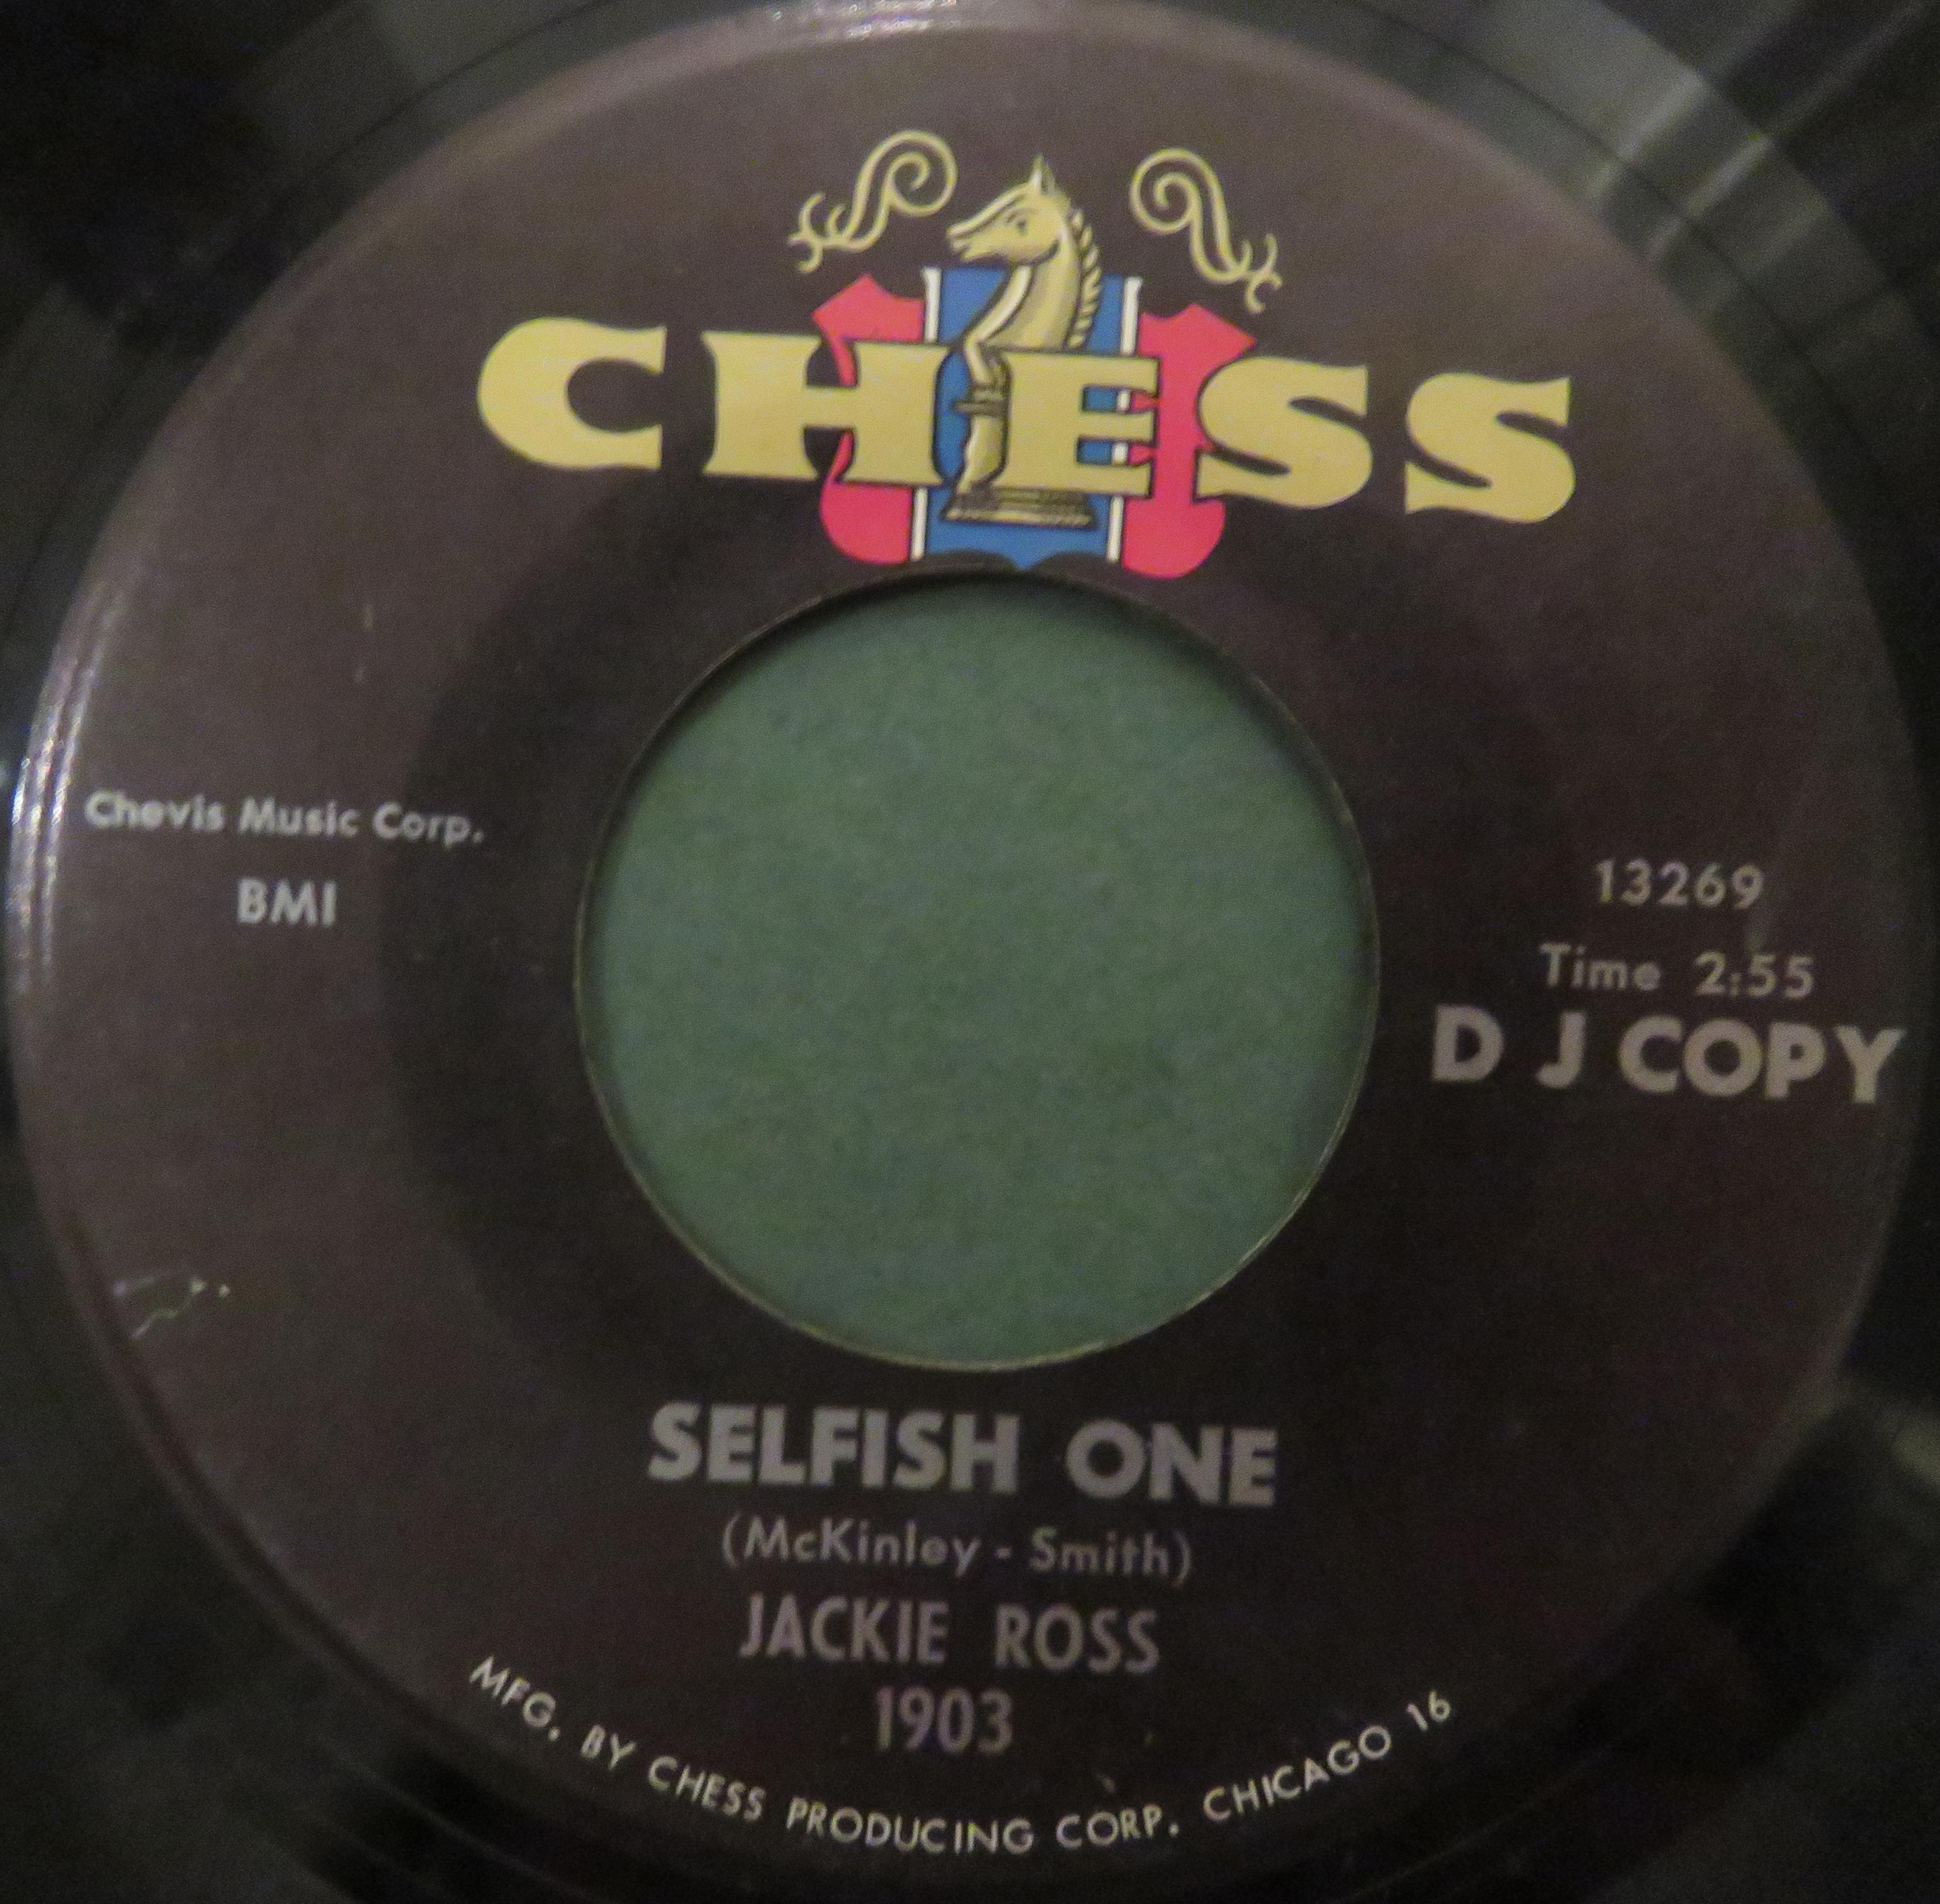 CHESS
Chevis Music Corp.
BMI
13269
Time 2:55
D J COPY
SELFISH ONE
(McKinley - Smith)
JACKIE ROSS
1903
MFG. BY CHESS PRODUCING CORP. CHICAGO 16